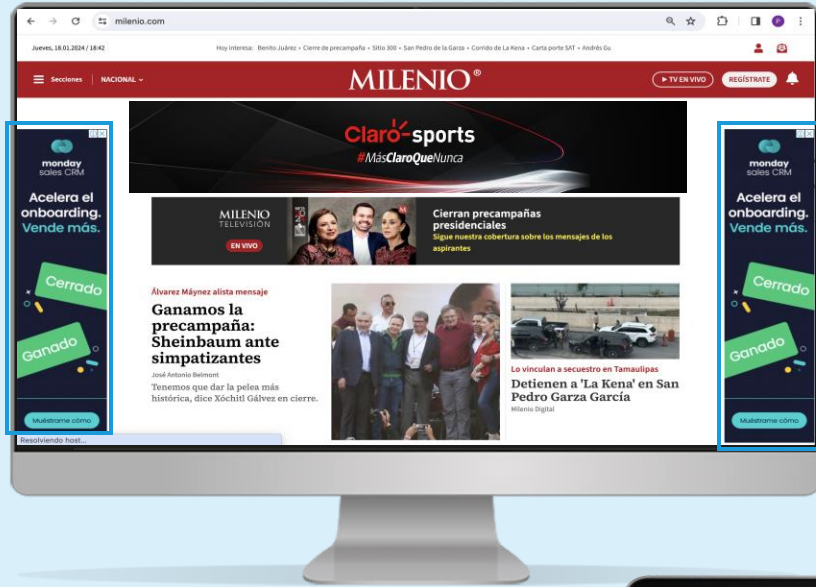 milenio.com
Jueves, 18.01.2024 / 18:42
Hoy interesa: Benito Juárez • Cierre de precampaña • Sitio 300 • San Pedro de la Garza • Corrido de La Kena • Carta porte SAT • Andrés Gu
Secciones | NACIONAL
MILENIO®
TV EN VIVO
REGÍSTRATE
Claro-sports
#MásClaroQueNunca
monday
sales CRM
Acelera el
onboarding.
Vende más.
Cerrado
Ganado
Muéstrame cómo
MILENIO
TELEVISIÓN
EN VIVO
Cierran precampañas
presidenciales
Sigue nuestra cobertura sobre los mensajes de los
aspirantes
monday
sales CRM
Acelera el
onboarding.
Vende más.
Cerrado
Ganado
Muéstrame cómo
Álvarez Máynez alista mensaje
Ganamos la
precampaña:
Sheinbaum ante
simpatizantes
José Antonio Belmont
Tenemos que dar la pelea más
histórica, dice Xóchitl Gálvez en cierre.
Lo vinculan a secuestro en Tamaulipas
Detienen a 'La Kena' en San
Pedro Garza García
Milenio Digital
Resolviendo host...